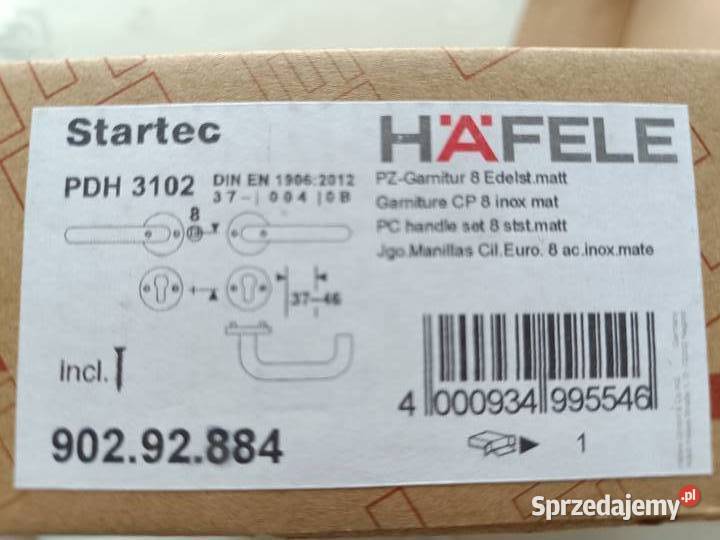 Startec
HÄFELE
PDH 3102
DIN EN 1906:2012
37-|004|0B
PZ-Garnitur 8 Edelst.matt
Garniture CP 8 inox mat
PC handle set 8 stst.matt
Jgo.Manillas Cil.Euro. 8 ac.inox.mate
8
37-46
incl.
4 000934 995546
902.92.884
1
Sprzedajemy.pl